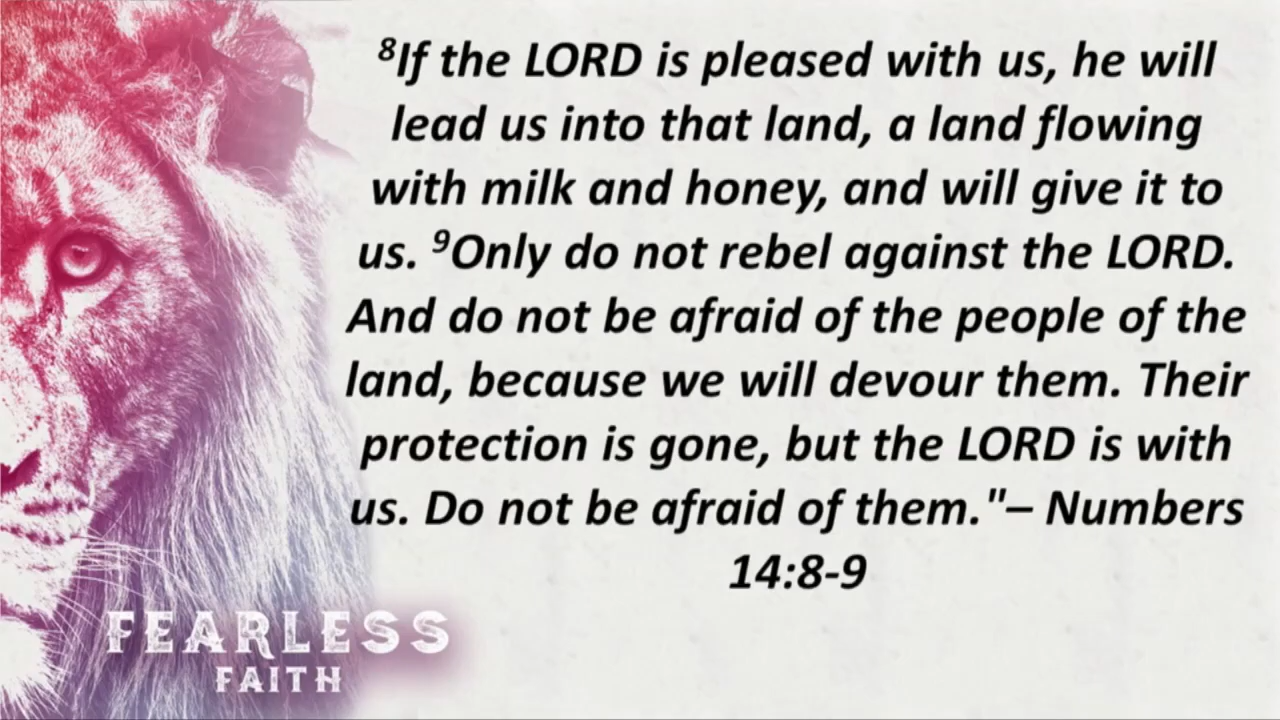 ⁸If the LORD is pleased with us, he will
lead us into that land, a land flowing
with milk and honey, and will give it to
us. ⁹Only do not rebel against the LORD.
And do not be afraid of the people of the
land, because we will devour them. Their
protection is gone, but the LORD is with
us. Do not be afraid of them."– Numbers
14:8-9
FEARLESS
FAITH